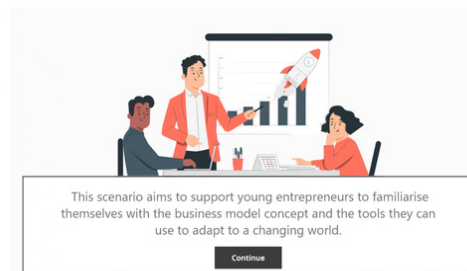 This scenario aims to support young entrepreneurs to familiarise
themselves with the business model concept and the tools they can
use to adapt to a changing world.
Continue